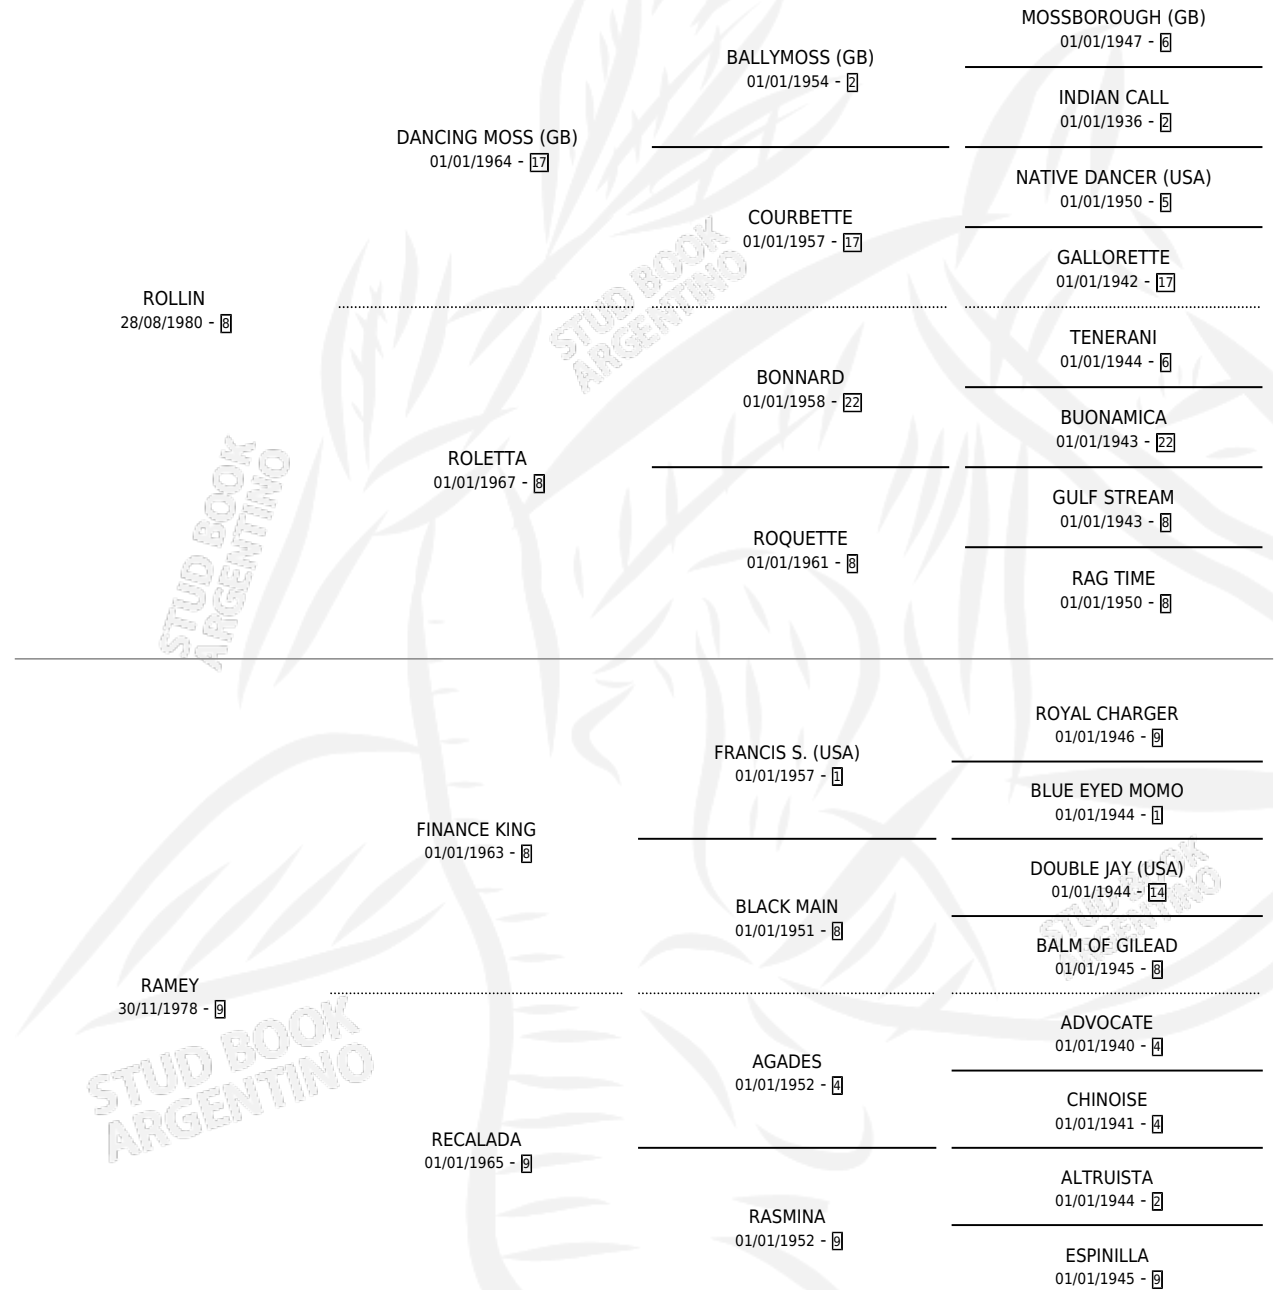 MOSSBOROUGH (GB)
01/01/1947 - 6
BALLYMOSS (GB)
01/01/1954 - 2
INDIAN CALL
01/01/1936 - 2
DANCING MOSS (GB)
01/01/1964 - 17
NATIVE DANCER (USA)
01/01/1950 - 5
COURBETTE
01/01/1957 - 17
GALLORETTE
01/01/1942 - 17
ROLLIN
28/08/1980 - 8
TENERANI
01/01/1944 - 6
BONNARD
01/01/1958 - 22
BUONAMICA
01/01/1943 - 22
ROLETTA
01/01/1967 - 8
GULF STREAM
01/01/1943 - 8
ROQUETTE
01/01/1961 - 8
RAG TIME
01/01/1950 - 8
ROYAL CHARGER
01/01/1946 - 9
FRANCIS S. (USA)
01/01/1957 - 1
BLUE EYED MOMO
01/01/1944 - 1
FINANCE KING
01/01/1963 - 8
DOUBLE JAY (USA)
01/01/1944 - 14
BLACK MAIN
01/01/1951 - 8
BALM OF GILEAD
01/01/1945 - 8
RAMEY
30/11/1978 - 9
ADVOCATE
01/01/1940 - 4
AGADES
01/01/1952 - 4
CHINOISE
01/01/1941 - 4
RECALADA
01/01/1965 - 9
ALTRUISTA
01/01/1944 - 2
RASMINA
01/01/1952 - 9
ESPINILLA
01/01/1945 - 9
STUD BOOK
ARGENTINO
STUD BOOK
ARGENTINO
STUD BOOK
ARGENTINO
STUD BOOK
ARGENTINO